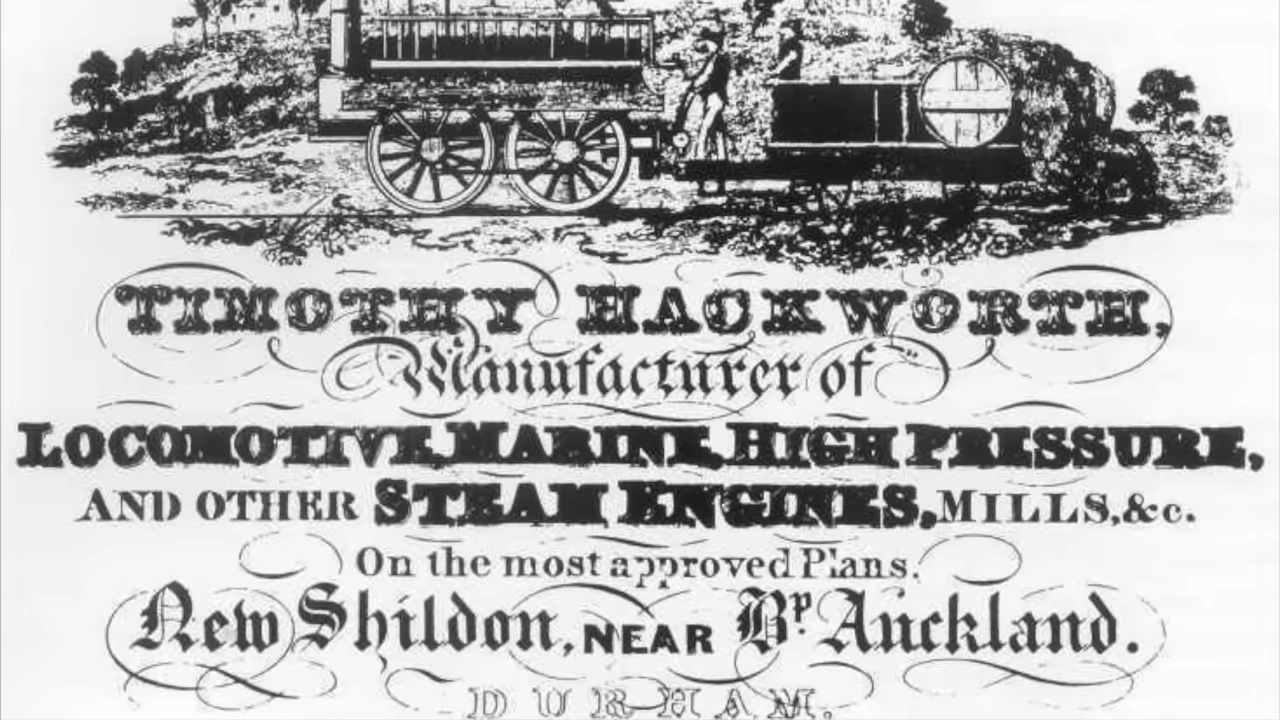 TIMOTHY HACKWORTH,
Manufacturer of
LOCOMOTIVE, MARINE, HIGH PRESSURE,
AND OTHER STEAM ENGINES, MILLS, &c.
On the most approved Plans.
New Shildon, NEAR Bp. Auckland.
DURHAM.